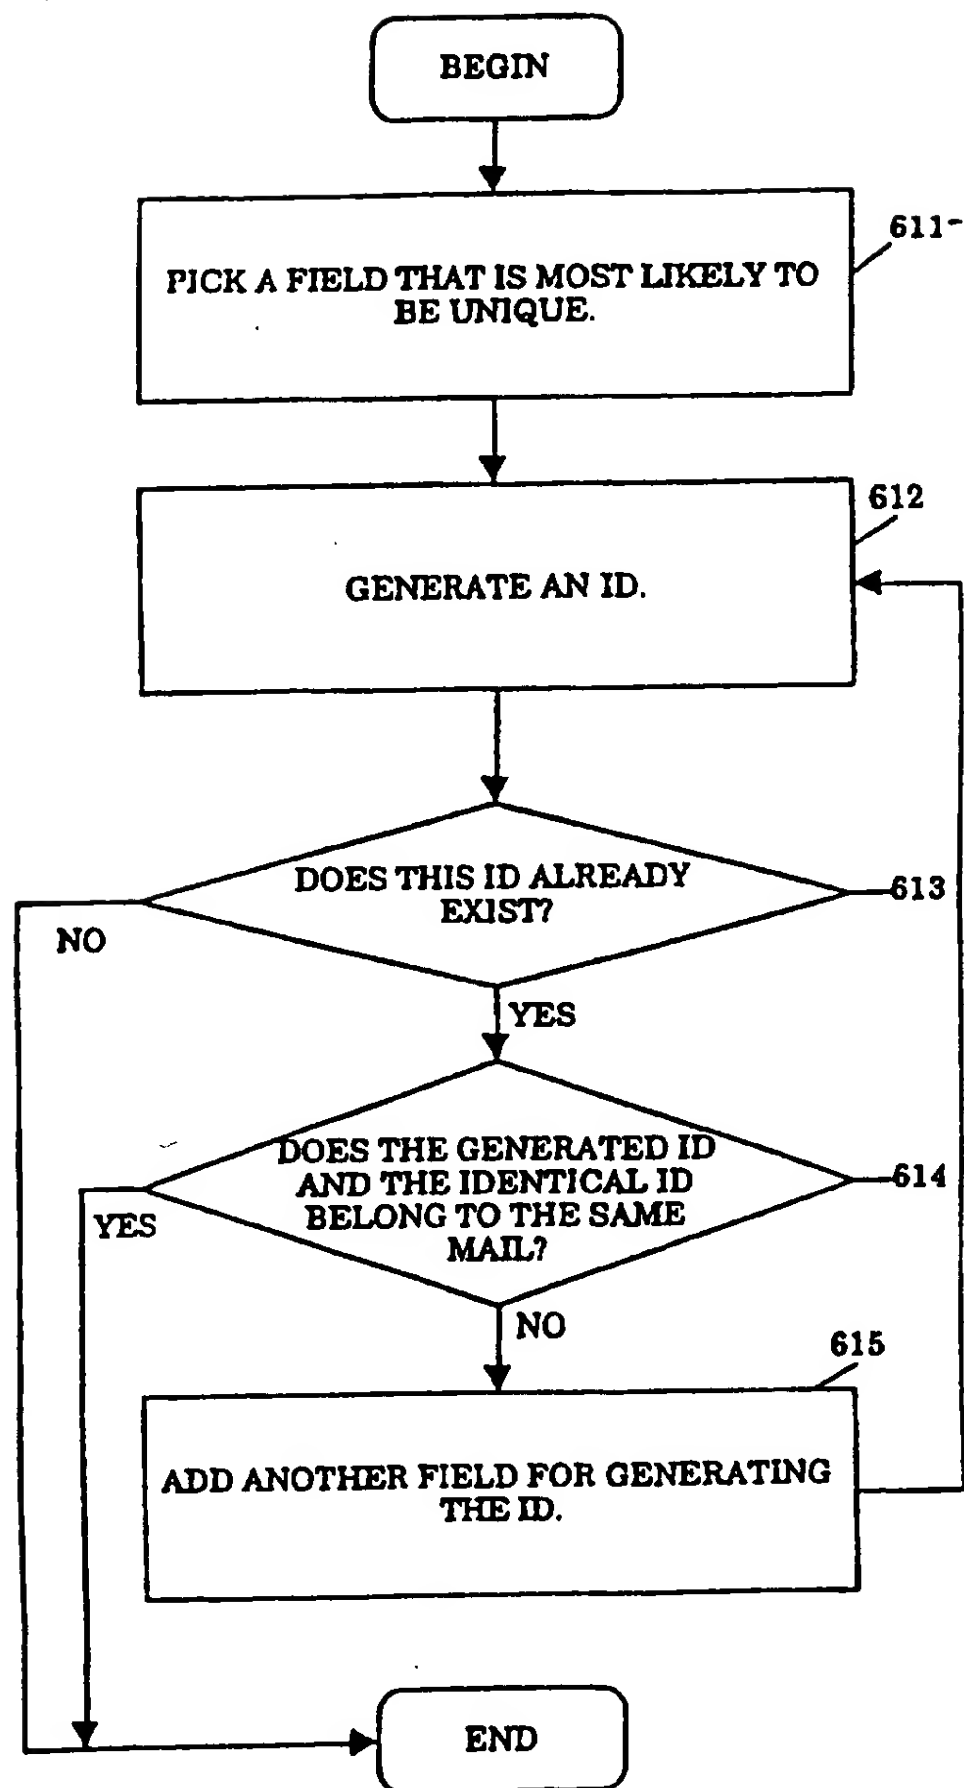 BEGIN
611
PICK A FIELD THAT IS MOST LIKELY TO
BE UNIQUE.
612
GENERATE AN ID.
DOES THIS ID ALREADY
EXIST?
613
NO
YES
DOES THE GENERATED ID
AND THE IDENTICAL ID
BELONG TO THE SAME
MAIL?
614
YES
NO
615
ADD ANOTHER FIELD FOR GENERATING
THE ID.
END